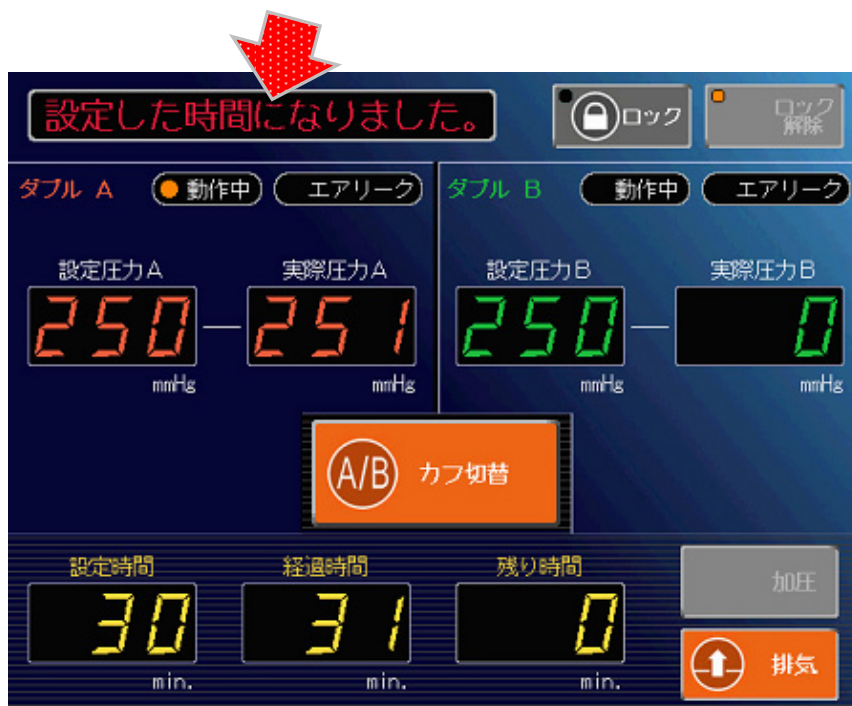 設定した時間になりました。
ロック
ロック解除
ダブル A 動作中 エアリーク
ダブル B 動作中 エアリーク
設定圧力A 実際圧力A
250 251
mmHg mmHg
設定圧力B 実際圧力B
250 0
mmHg mmHg
A/B カフ切替
設定時間 経過時間 残り時間
30 31 0
min. min. min.
加圧
排気